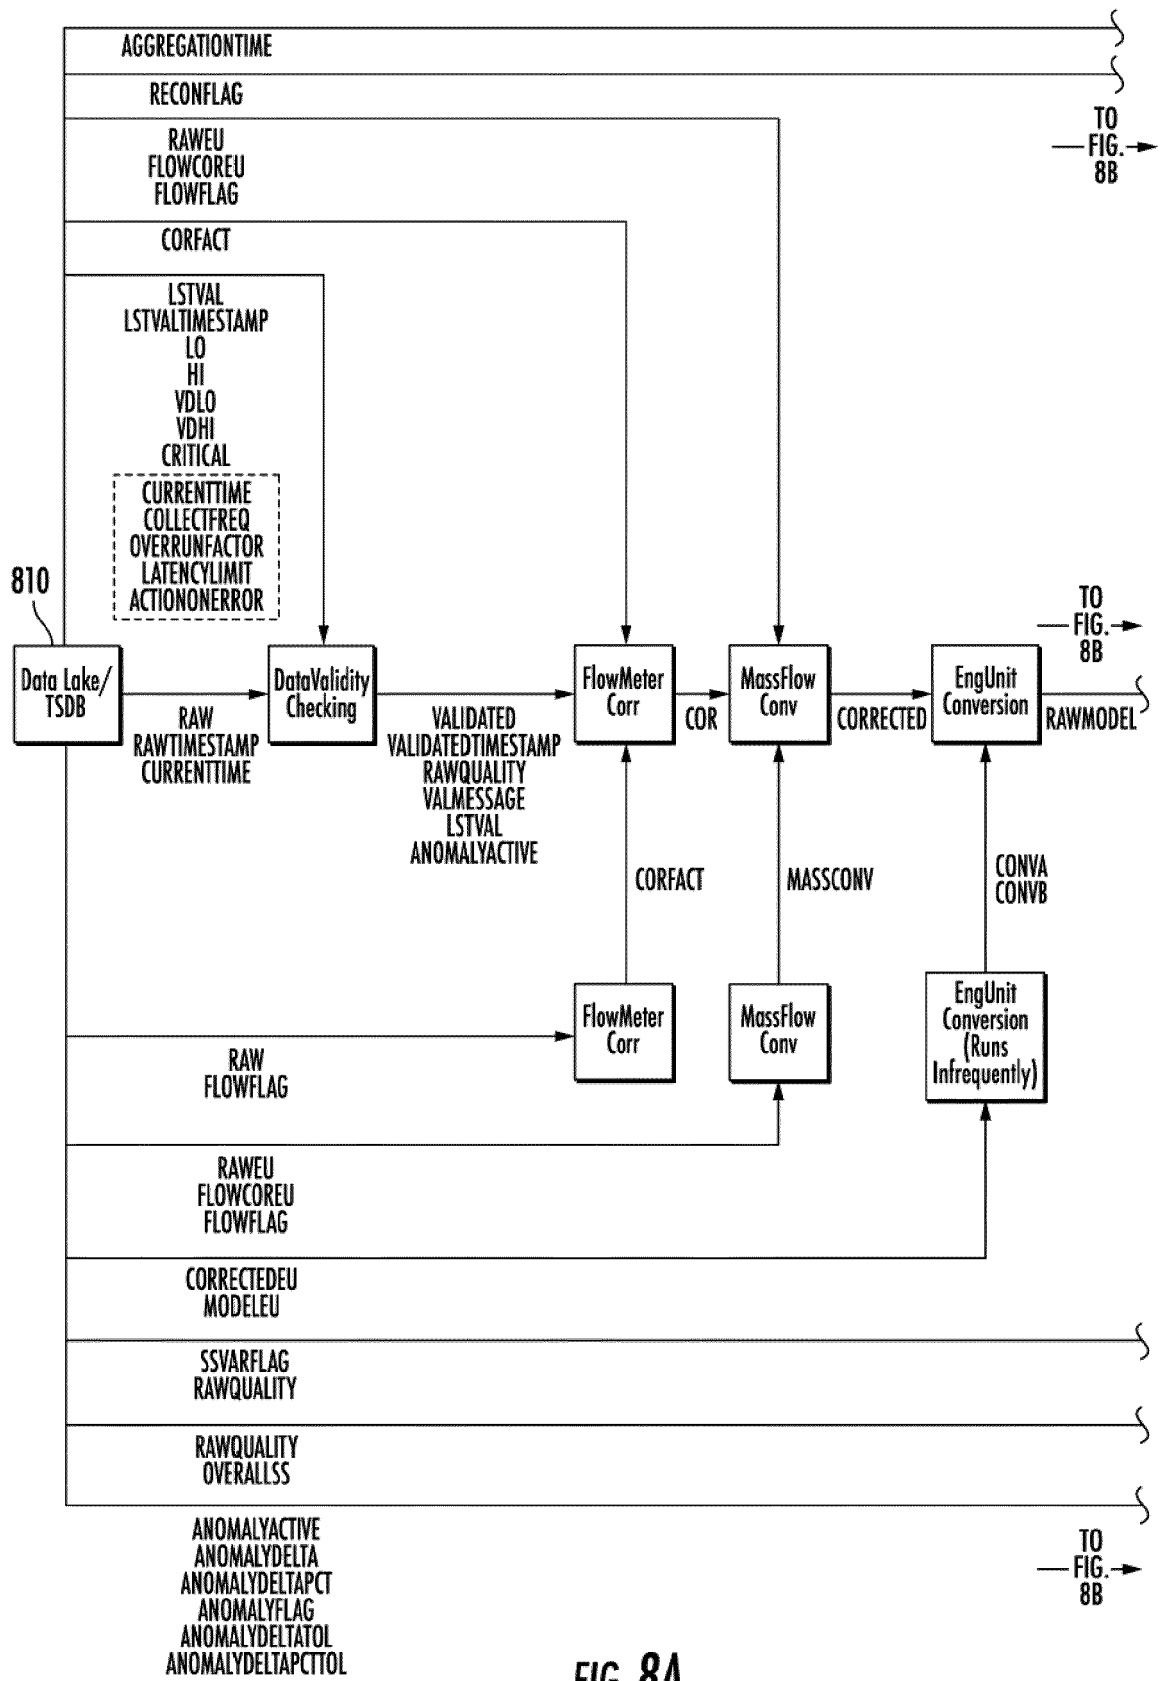 AGGREGATIONTIME
RECONFLAG
TO
FIG.
8B
RAWEU
FLOWCOREU
FLOWFLAG
CORFACT
LSTVAL
LSTVALTIMESTAMP
LO
HI
VDLO
VDHI
CRITICAL
CURRENTTIME
COLLECTFREQ
OVERRUNFACTOR
LATENCYLIMIT
ACTIONONERROR
810
TO
FIG.
8B
Data Lake/
TSDB
RAW
RAWTIMESTAMP
CURRENTTIME
DataValidity
Checking
VALIDATED
VALIDATEDTIMESTAMP
RAWQUALITY
VALMESSAGE
LSTVAL
ANOMALYACTIVE
FlowMeter
Corr
COR
MassFlow
Conv
CORRECTED
EngUnit
Conversion
RAWMODEL
CORFACT
MASSCONV
CONVA
CONVB
FlowMeter
Corr
MassFlow
Conv
EngUnit
Conversion
(Runs
Infrequently)
RAW
FLOWFLAG
RAWEU
FLOWCOREU
FLOWFLAG
CORRECTEDEU
MODELEU
SSVARFLAG
RAWQUALITY
RAWQUALITY
OVERALLSS
ANOMALYACTIVE
ANOMALYDELTA
ANOMALYDELTAPCT
ANOMALYFLAG
ANOMALYDELTATOL
ANOMALYDELTAPCTTOL
TO
FIG.
8B
FIG. 8A